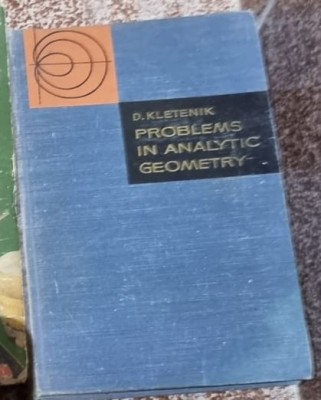 D. KLETENIK
PROBLEMS
IN ANALYTIC
GEOMETRY